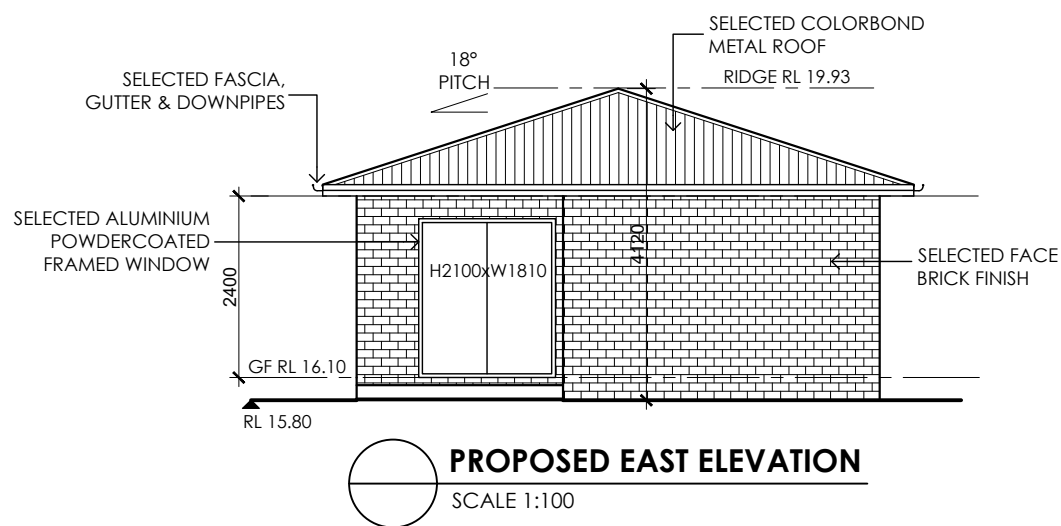 SELECTED COLORBOND
METAL ROOF
18°
PITCH
RIDGE RL 19.93
SELECTED FASCIA,
GUTTER & DOWNPIPES
SELECTED ALUMINIUM
POWDERCOATED
FRAMED WINDOW
2400
H2100xW1810
4120
SELECTED FACE
BRICK FINISH
GF RL 16.10
RL 15.80
PROPOSED EAST ELEVATION
SCALE 1:100